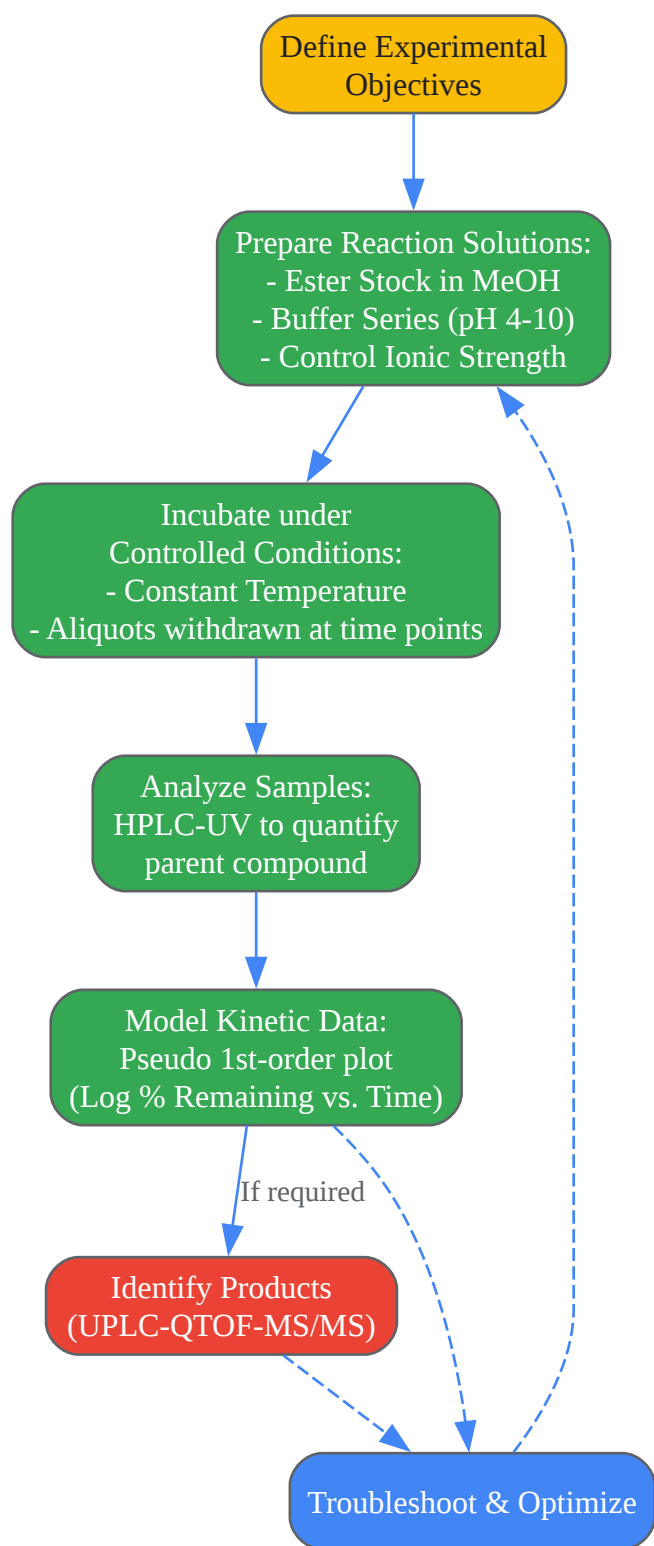 Define Experimental
Objectives
Prepare Reaction Solutions:
- Ester Stock in MeOH
- Buffer Series (pH 4-10)
- Control Ionic Strength
Incubate under
Controlled Conditions:
- Constant Temperature
- Aliquots withdrawn at time points
Analyze Samples:
HPLC-UV to quantify
parent compound
Model Kinetic Data:
Pseudo 1st-order plot
(Log % Remaining vs. Time)
If required
Identify Products
(UPLC-QTOF-MS/MS)
Troubleshoot & Optimize